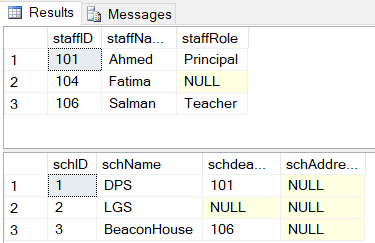 Results Messages
staffID staffNa... staffRole
1 101 Ahmed Principal
2 104 Fatima NULL
3 106 Salman Teacher
schID schName schdea... schAddre...
1 1 DPS 101 NULL
2 2 LGS NULL NULL
3 3 BeaconHouse 106 NULL